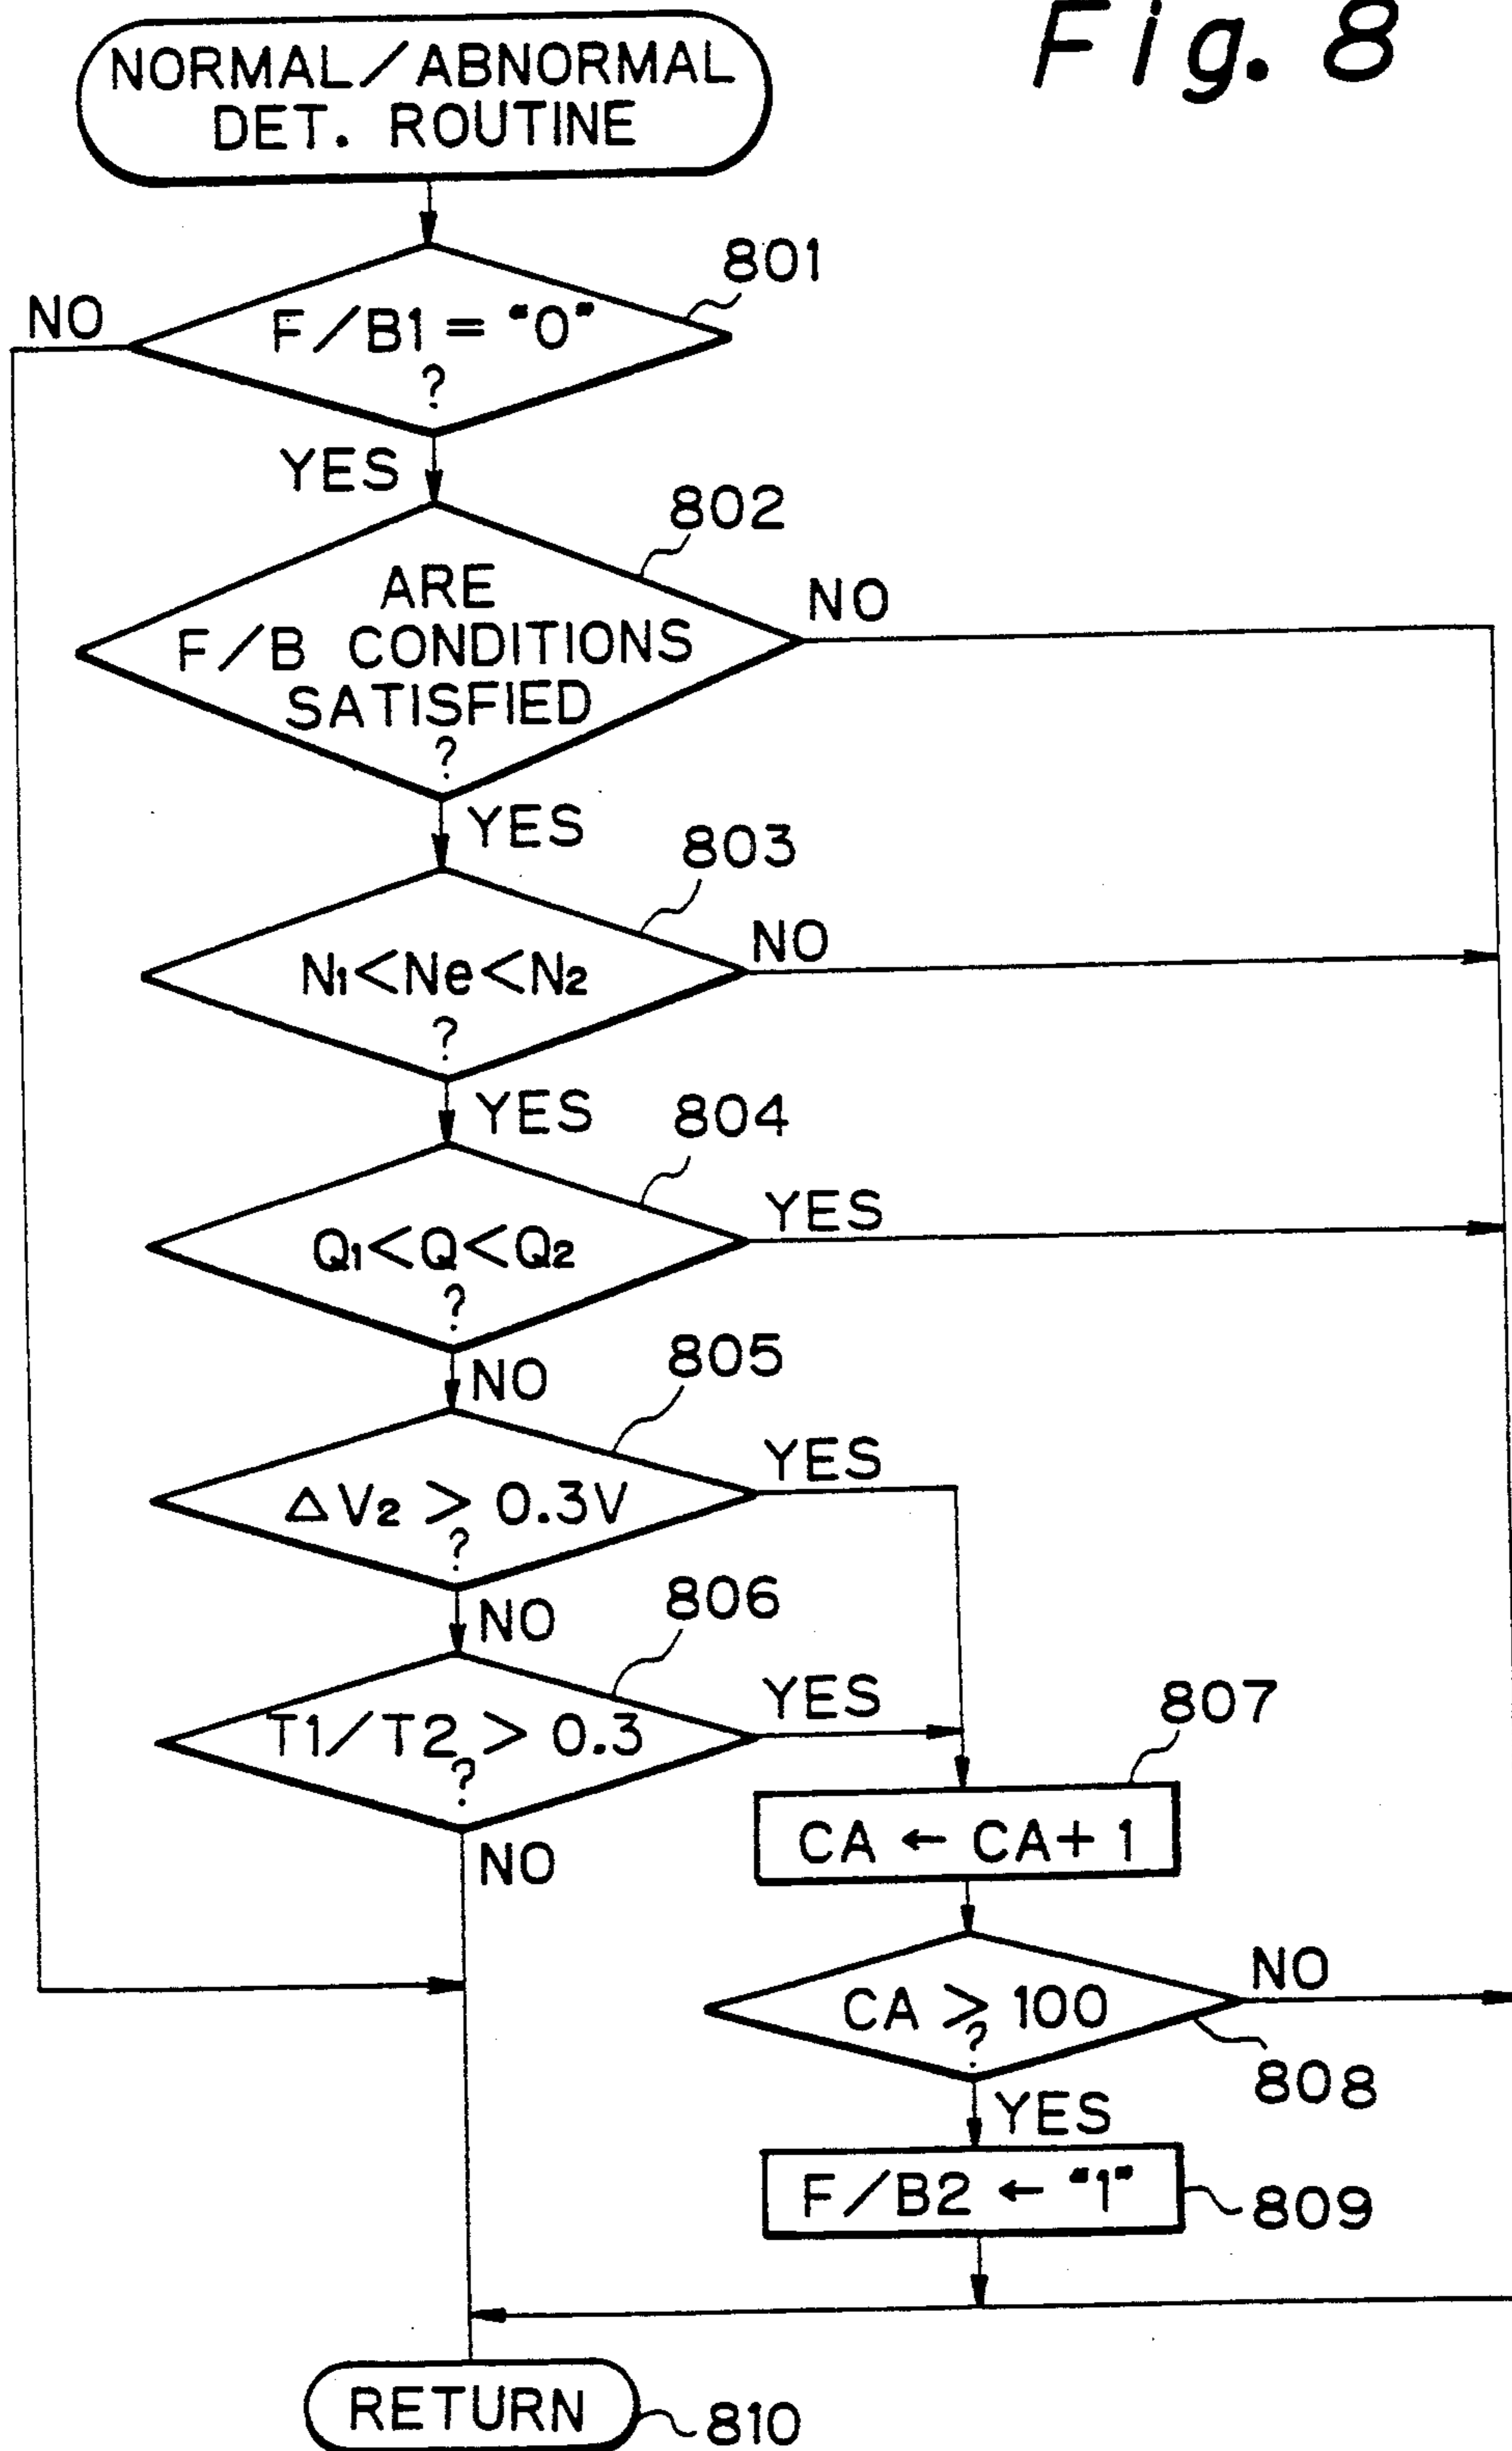 Fig. 8
NORMAL/ABNORMAL
DET. ROUTINE
801
NO
F/B1 = "0"
?
YES
802
ARE
F/B CONDITIONS
SATISFIED
?
NO
YES
803
N1<Ne<N2
?
NO
YES
804
Q1<Q<Q2
?
YES
NO
805
ΔV2 > 0.3V
?
YES
NO
806
T1/T2 > 0.3
?
YES
NO
807
CA ← CA+1
CA ≥ 100
?
NO
808
YES
F/B2 ← "1"
809
RETURN
810